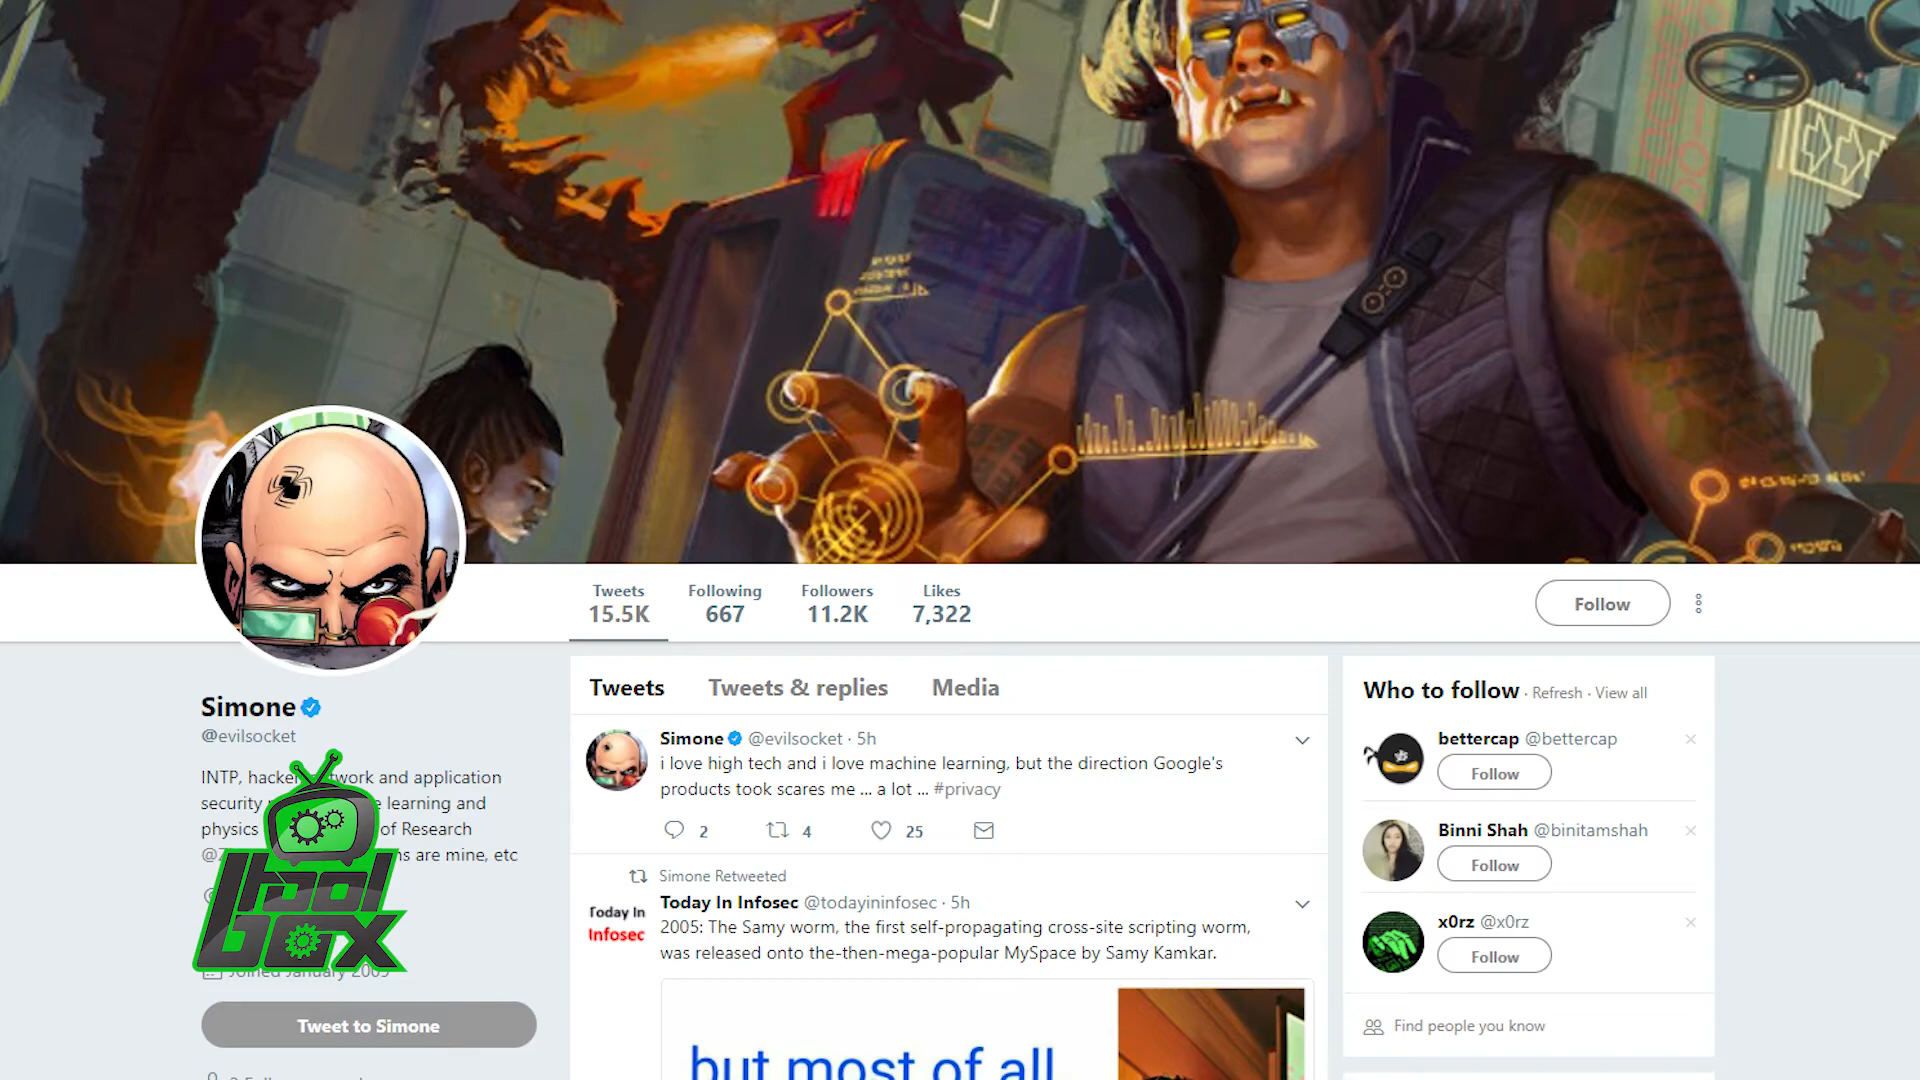 Tweets
15.5K
Following
667
Followers
11.2K
Likes
7,322
Follow
Simone
@evilsocket
INTP, hacker, work and application
security learning and
physics of Research
@Z ns are mine, etc
Joined January 2009
Tweet to Simone
Thool
box
Tweets
Tweets & replies
Media
Simone @evilsocket · 5h
i love high tech and i love machine learning, but the direction Google's
products took scares me ... a lot ... #privacy
2
4
25
Simone Retweeted
Today In
Infosec
Today In Infosec @todayininfosec · 5h
2005: The Samy worm, the first self-propagating cross-site scripting worm,
was released onto the-then-mega-popular MySpace by Samy Kamkar.
but most of all
Who to follow · Refresh · View all
bettercap @bettercap
Follow
Binni Shah @binitamshah
Follow
x0rz @x0rz
Follow
Find people you know